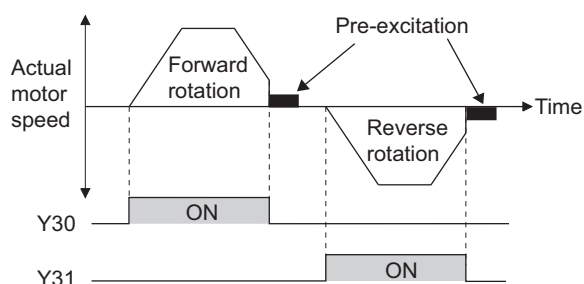 Pre-excitation
Actual
motor
speed
Forward
rotation
Time
Reverse
rotation
Y30
ON
Y31
ON